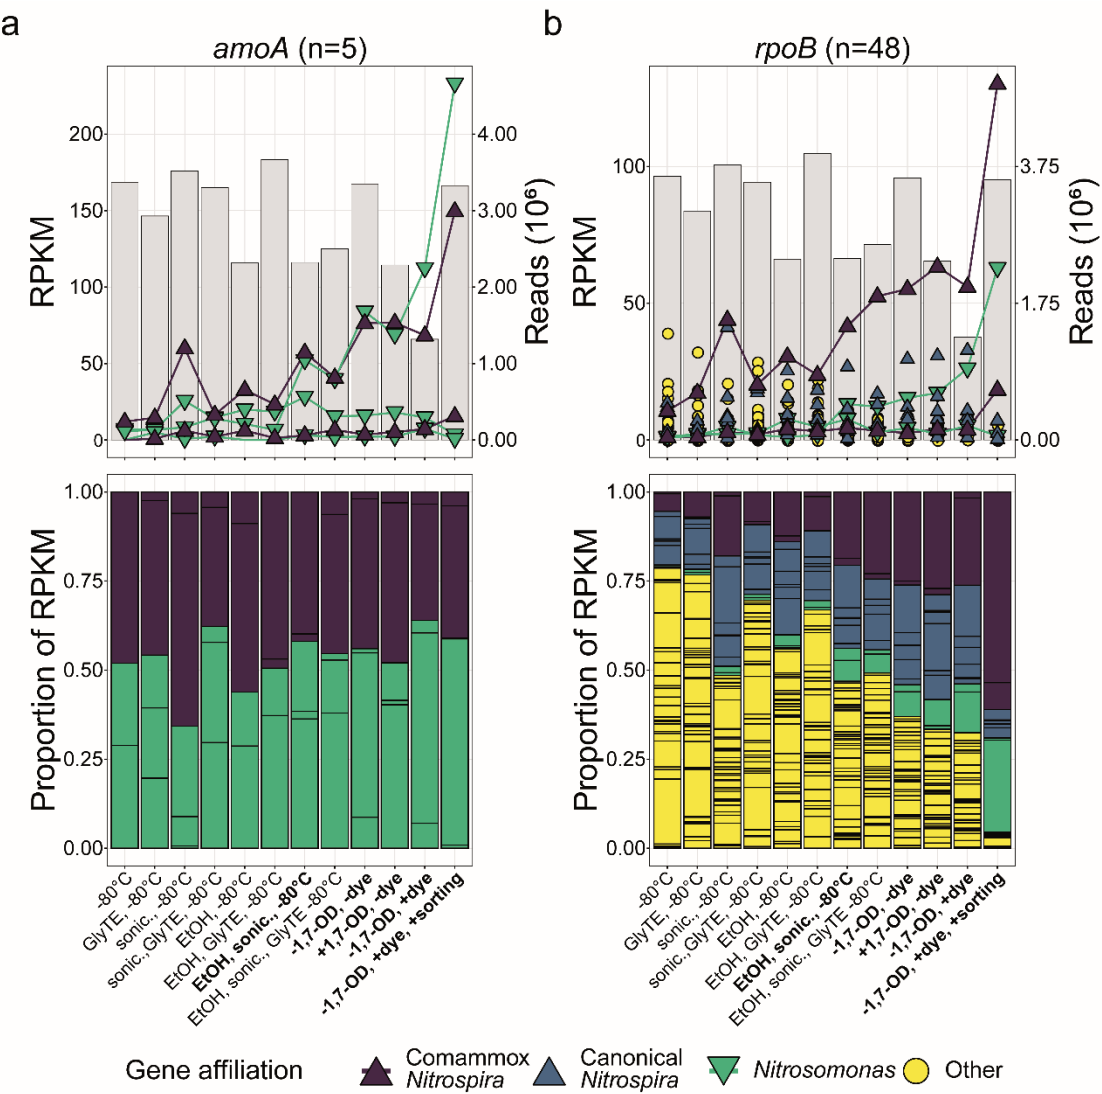 a
b
amoA (n=5)
rpoB (n=48)
RPKM
200
150
100
50
0
4.00
3.00
2.00
1.00
0.00
Reads (10⁶)
RPKM
100
50
0
3.75
1.75
0.00
Reads (10⁶)
Proportion of RPKM
1.00
0.75
0.50
0.25
0.00
Proportion of RPKM
1.00
0.75
0.50
0.25
0.00
-80°C
GlyTE, -80°C
sonic., -80°C
sonic.,GlyTE -80°C
EtOH, -80°C
EtOH, GlyTE, -80°C
EtOH, sonic., -80°C
EtOH, sonic., GlyTE -80°C
-1,7-OD, -dye
+1,7-OD, -dye
-1,7-OD, +dye
-1,7-OD, +dye, +sorting
-80°C
GlyTE, -80°C
sonic., -80°C
sonic.,GlyTE -80°C
EtOH, -80°C
EtOH, GlyTE, -80°C
EtOH, sonic., -80°C
EtOH, sonic., GlyTE -80°C
-1,7-OD, -dye
+1,7-OD, -dye
-1,7-OD, +dye
-1,7-OD, +dye, +sorting
Gene affiliation
Comammox
Nitrospira
Canonical
Nitrospira
Nitrosomonas
Other